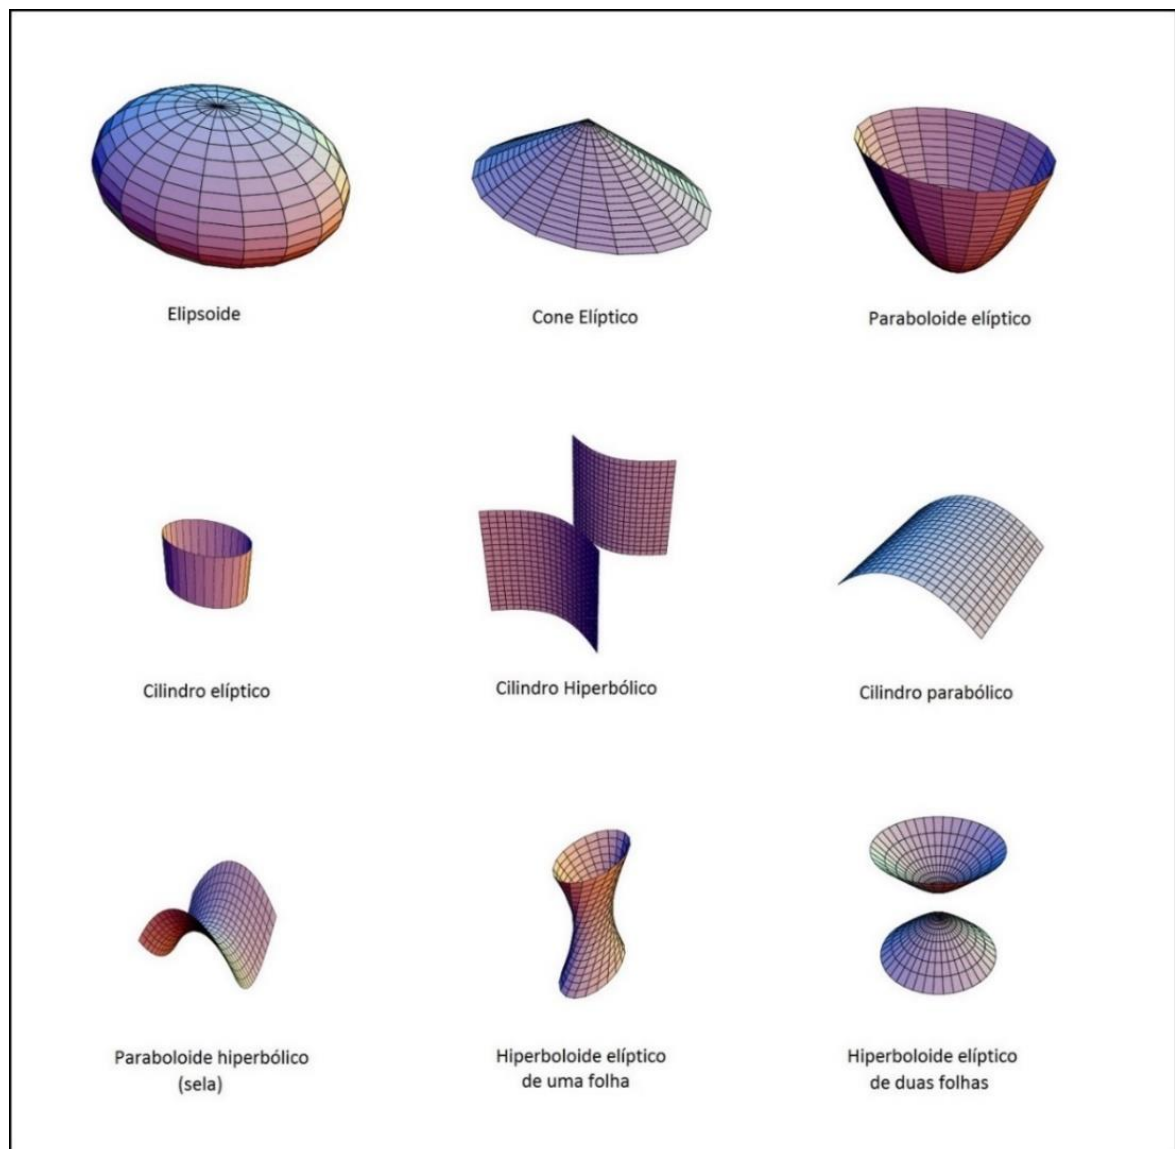 Elipsoide
Cone Elíptico
Paraboloide elíptico
Cilindro elíptico
Cilindro Hiperbólico
Cilindro parabólico
Paraboloide hiperbólico
(sela)
Hiperboloide elíptico
de uma folha
Hiperboloide elíptico
de duas folhas